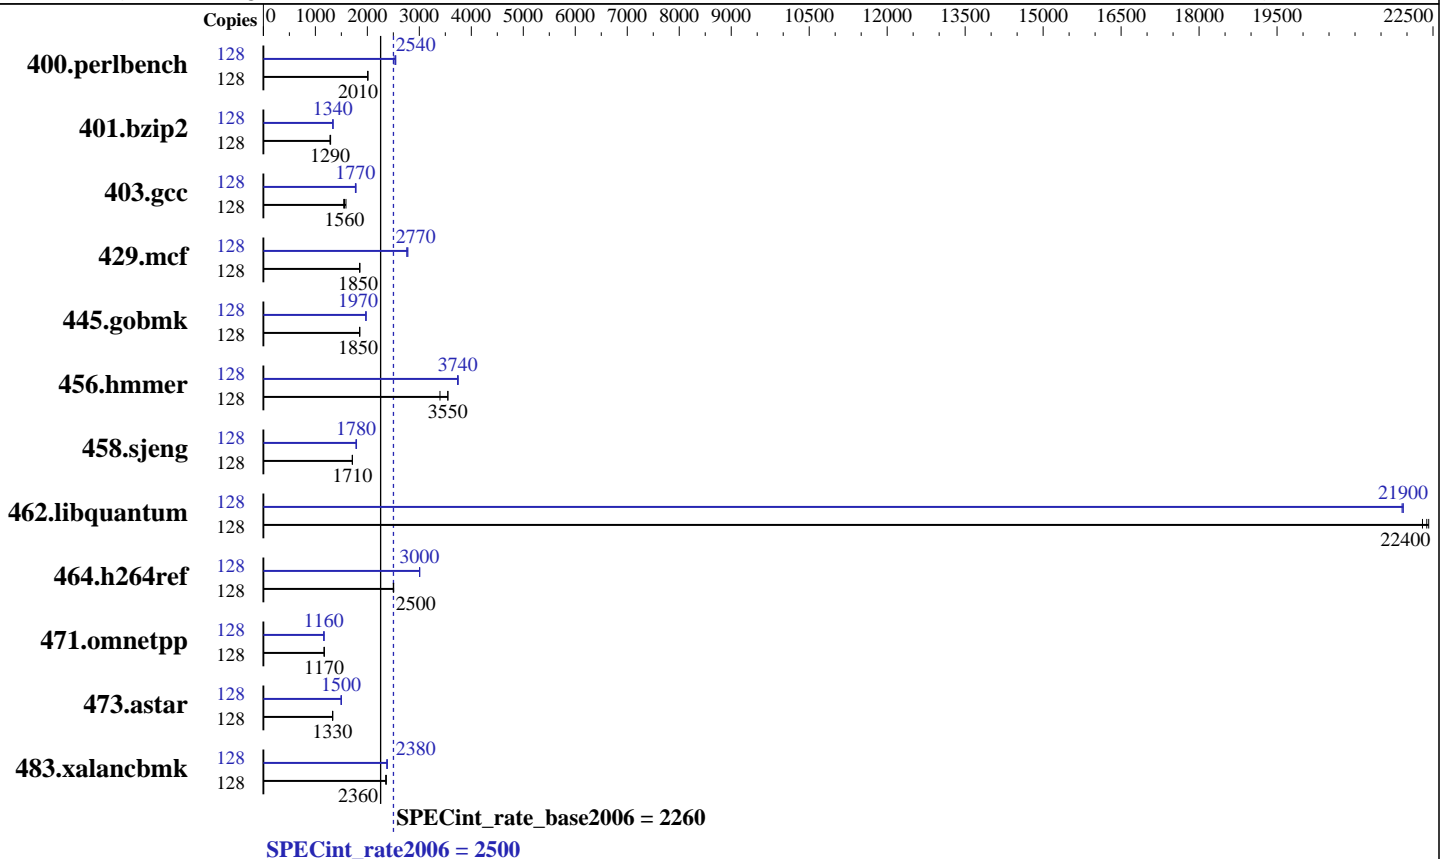 Copies 0 1000 2000 3000 4000 5000 6000 7000 8000 9000 10500 12000 13500 15000 16500 18000 19500 22500
400.perlbench 128 2540
128 2010
401.bzip2 128 1340
128 1290
403.gcc 128 1770
128 1560
429.mcf 128 2770
128 1850
445.gobmk 128 1970
128 1850
456.hmmer 128 3740
128 3550
458.sjeng 128 1780
128 1710
462.libquantum 128 21900
128 22400
464.h264ref 128 3000
128 2500
471.omnetpp 128 1160
128 1170
473.astar 128 1500
128 1330
483.xalancbmk 128 2380
128 2360
SPECint_rate_base2006 = 2260
SPECint_rate2006 = 2500